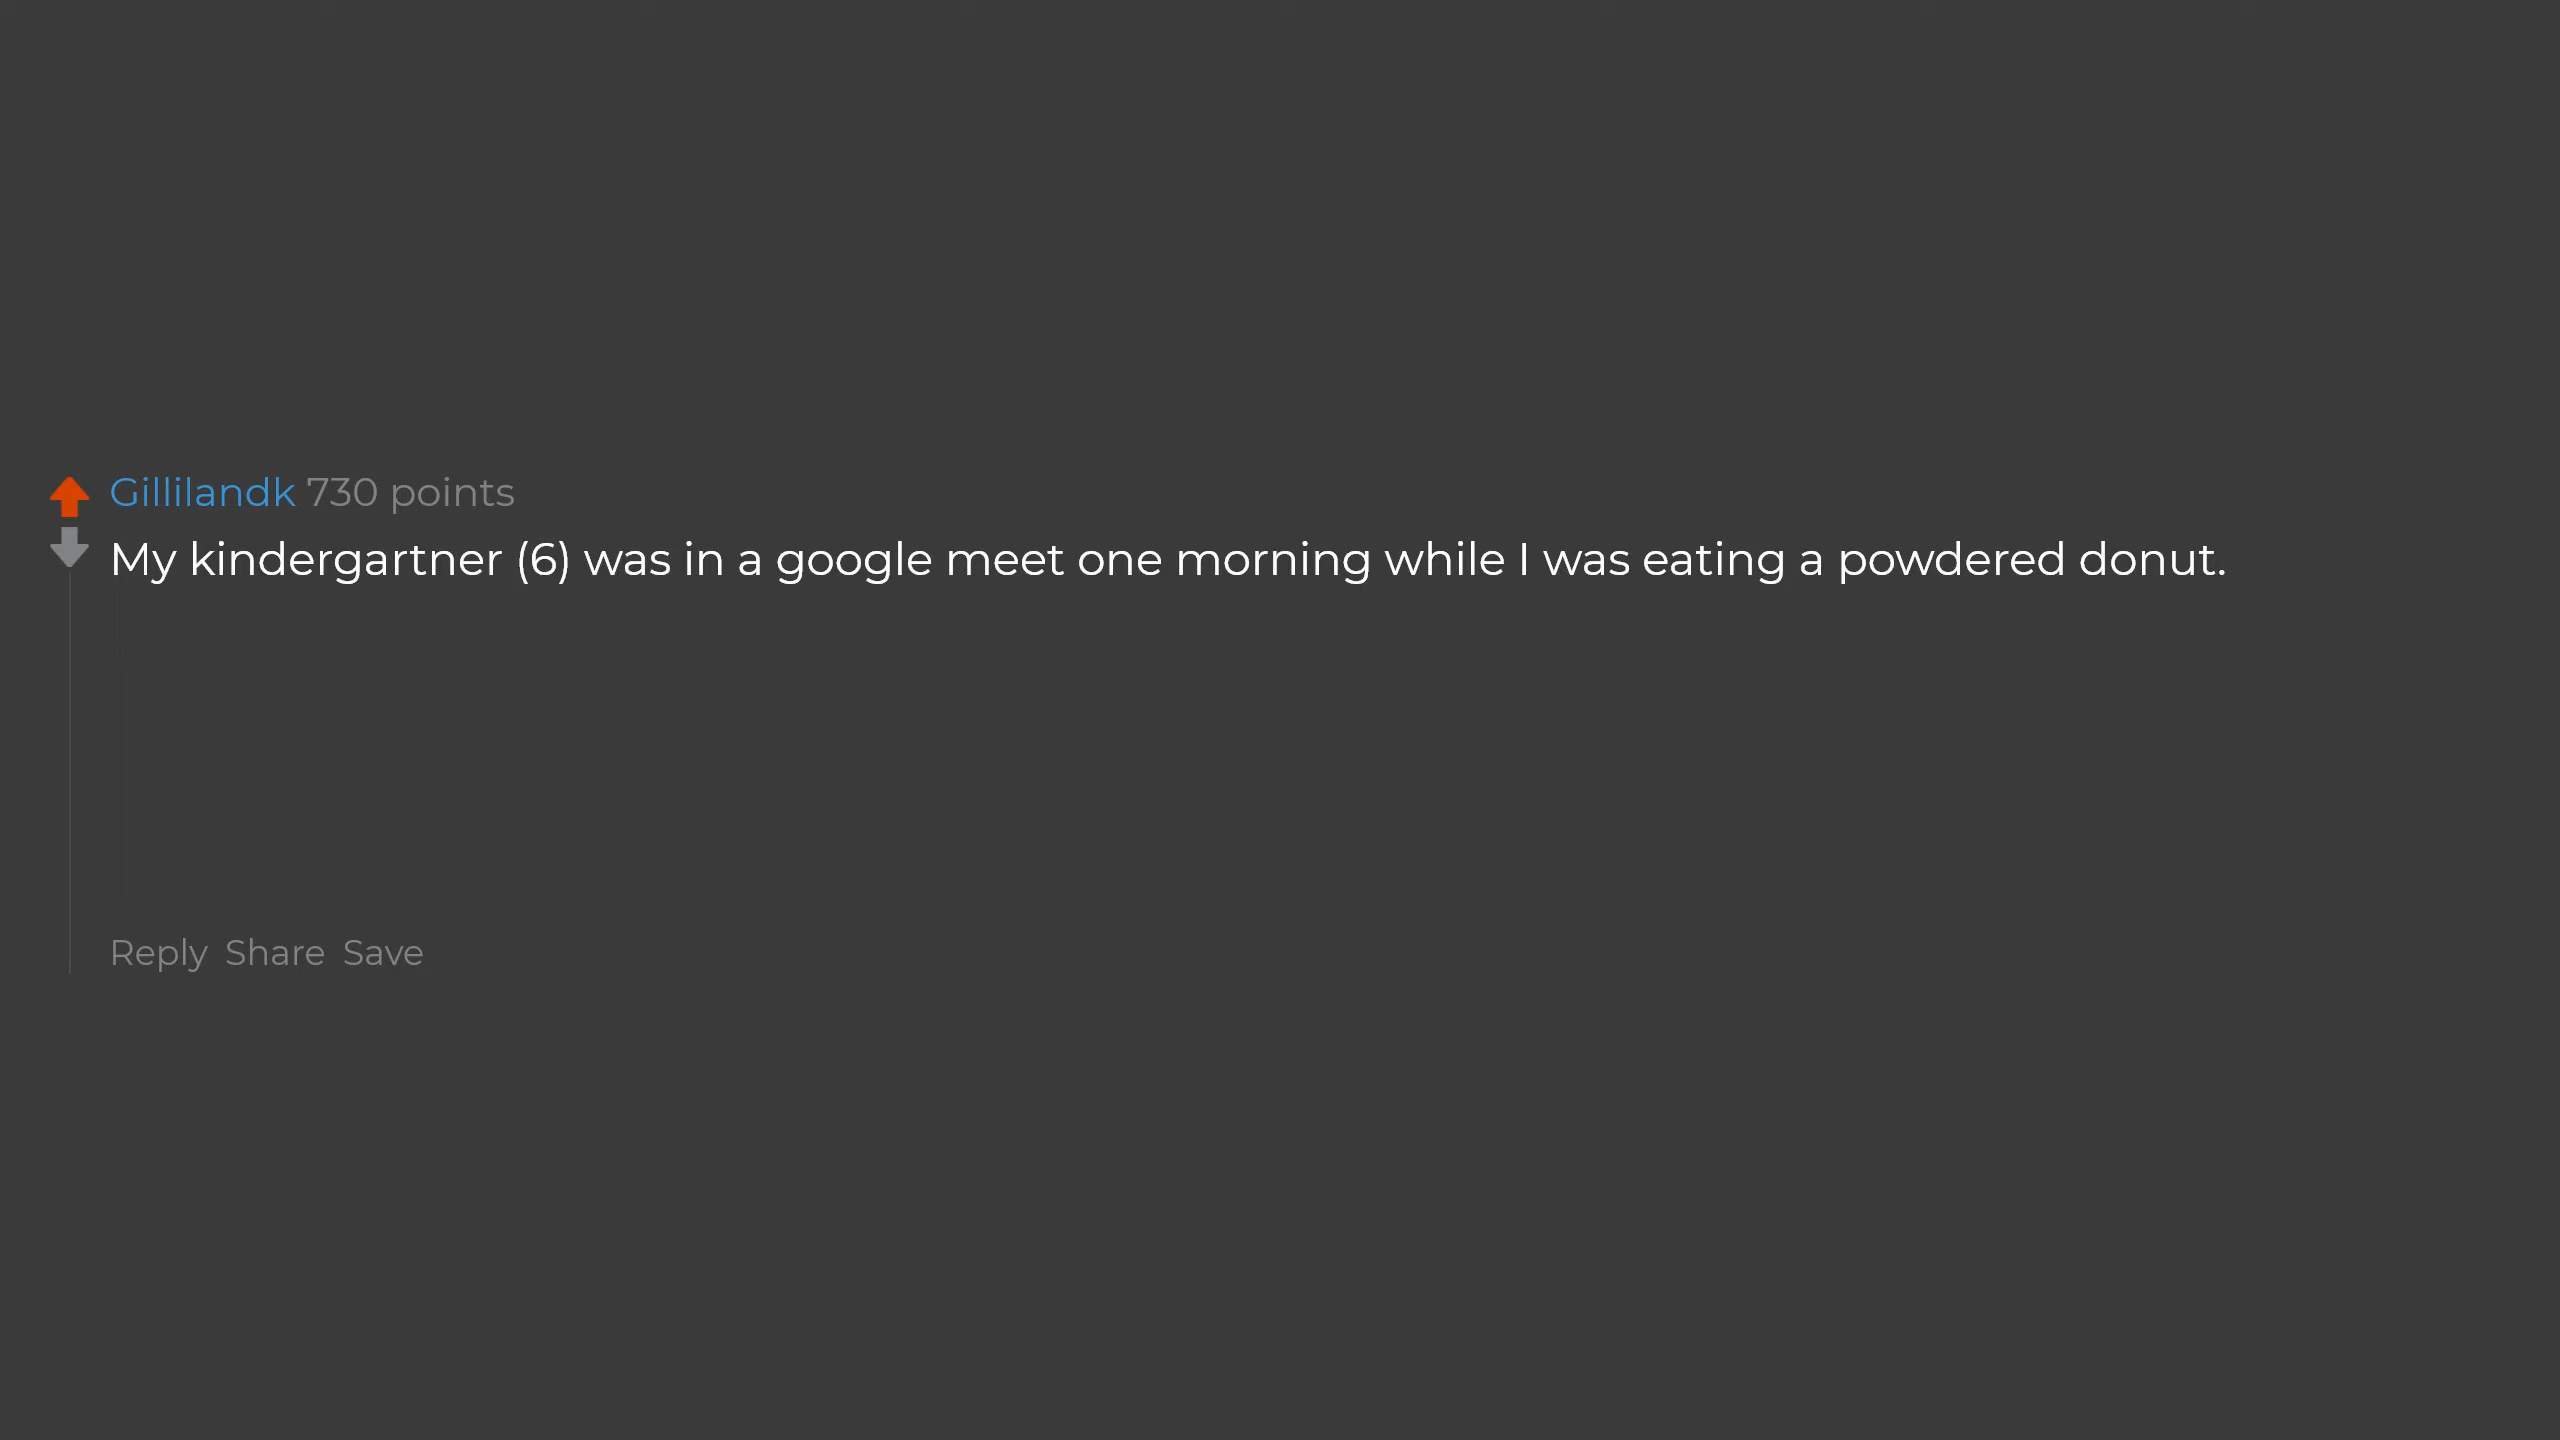 Gillilandk 730 points
My kindergartner (6) was in a google meet one morning while I was eating a powdered donut.
Reply Share Save